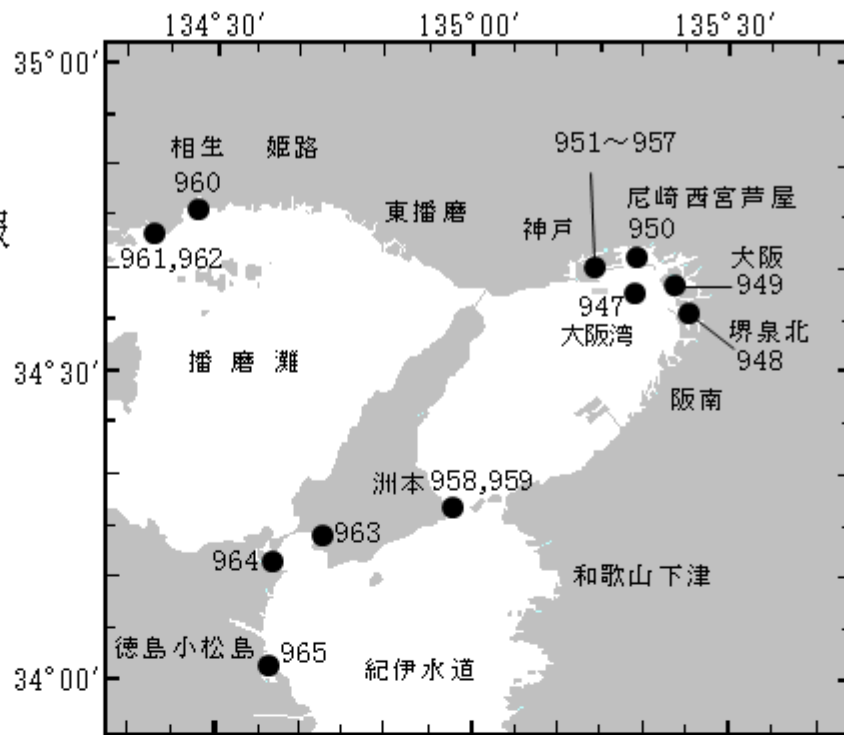 134°30′ 135°00′ 135°30′
35°00′
相生 姫路
951～957
960
尼崎西宮芦屋
東播磨
神戸
950
961,962
大阪
949
947
大阪湾
堺泉北
948
播磨灘
34°30′
阪南
洲本 958,959
963
964
和歌山下津
徳島小松島 965
紀伊水道
34°00′